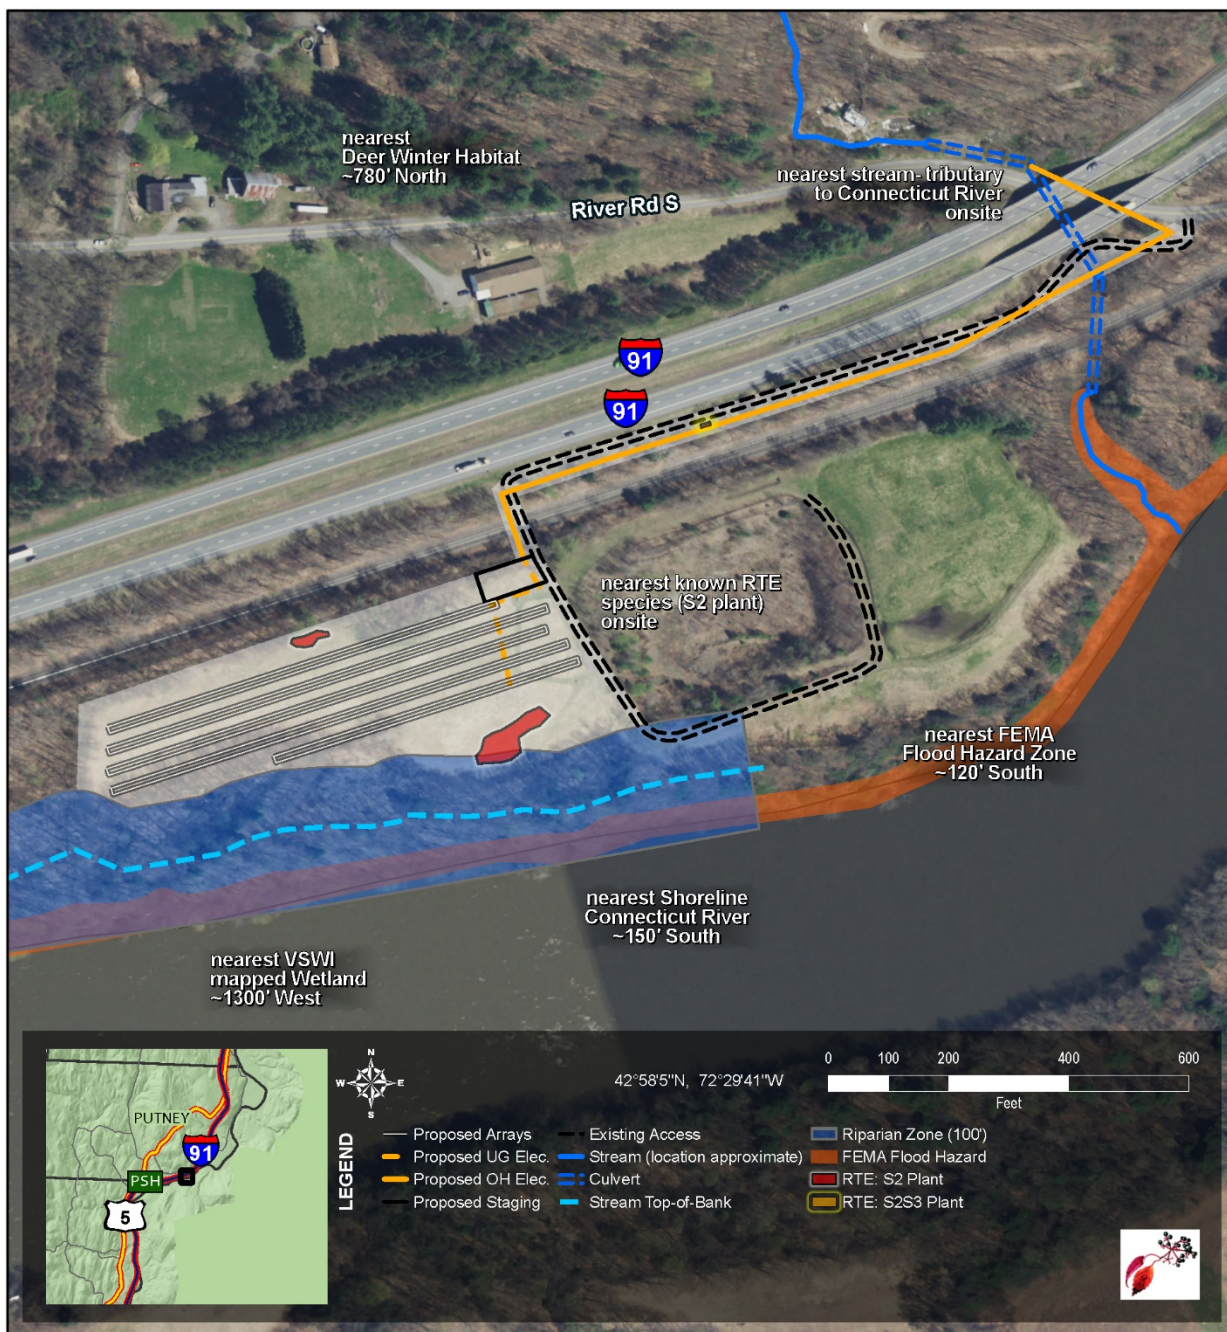 nearest
Deer Winter Habitat
~780' North
nearest stream- tributary
to Connecticut River
onsite
River Rd S
91
91
nearest known RTE
species (S2 plant)
onsite
nearest FEMA
Flood Hazard Zone
~120' South
nearest Shoreline
Connecticut River
~150' South
nearest VSWI
mapped Wetland
~1300' West
PUTNEY
91
PSH
5
N
W
E
S
42°58'5"N, 72°29'41"W
0 100 200 400 600
Feet
LEGEND
Proposed Arrays
Proposed UG Elec.
Proposed OH Elec.
Proposed Staging
Existing Access
Stream (location approximate)
Culvert
Stream Top-of-Bank
Riparian Zone (100')
FEMA Flood Hazard
RTE: S2 Plant
RTE: S2S3 Plant